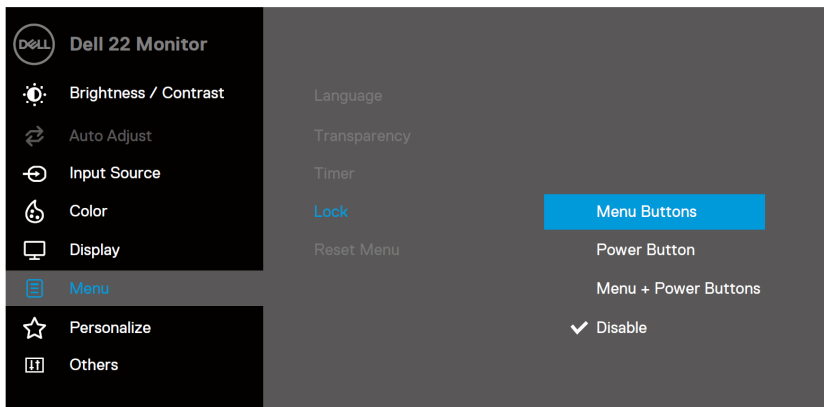 DELL Dell 22 Monitor
Brightness / Contrast
Auto Adjust
Input Source
Color
Display
Menu
Personalize
Others
Language
Transparency
Timer
Lock
Reset Menu
Menu Buttons
Power Button
Menu + Power Buttons
Disable